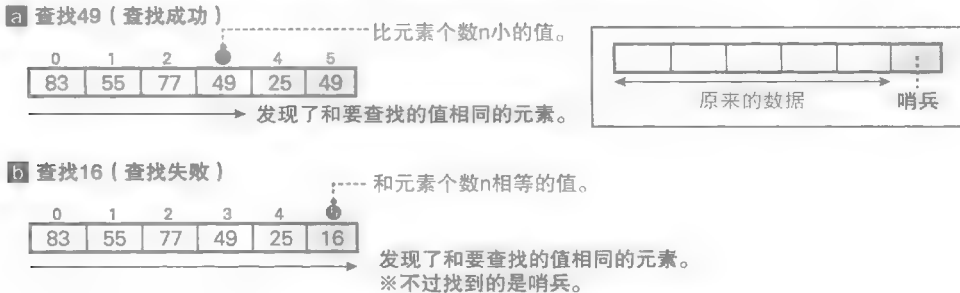 a 查找49（查找成功）
比元素个数n小的值。
0 1 2 3 4 5
83 55 77 49 25 49
发现了和要查找的值相同的元素。
原来的数据 哨兵
b 查找16（查找失败）
和元素个数n相等的值。
0 1 2 3 4 5
83 55 77 49 25 16
发现了和要查找的值相同的元素。
※不过找到的是哨兵。